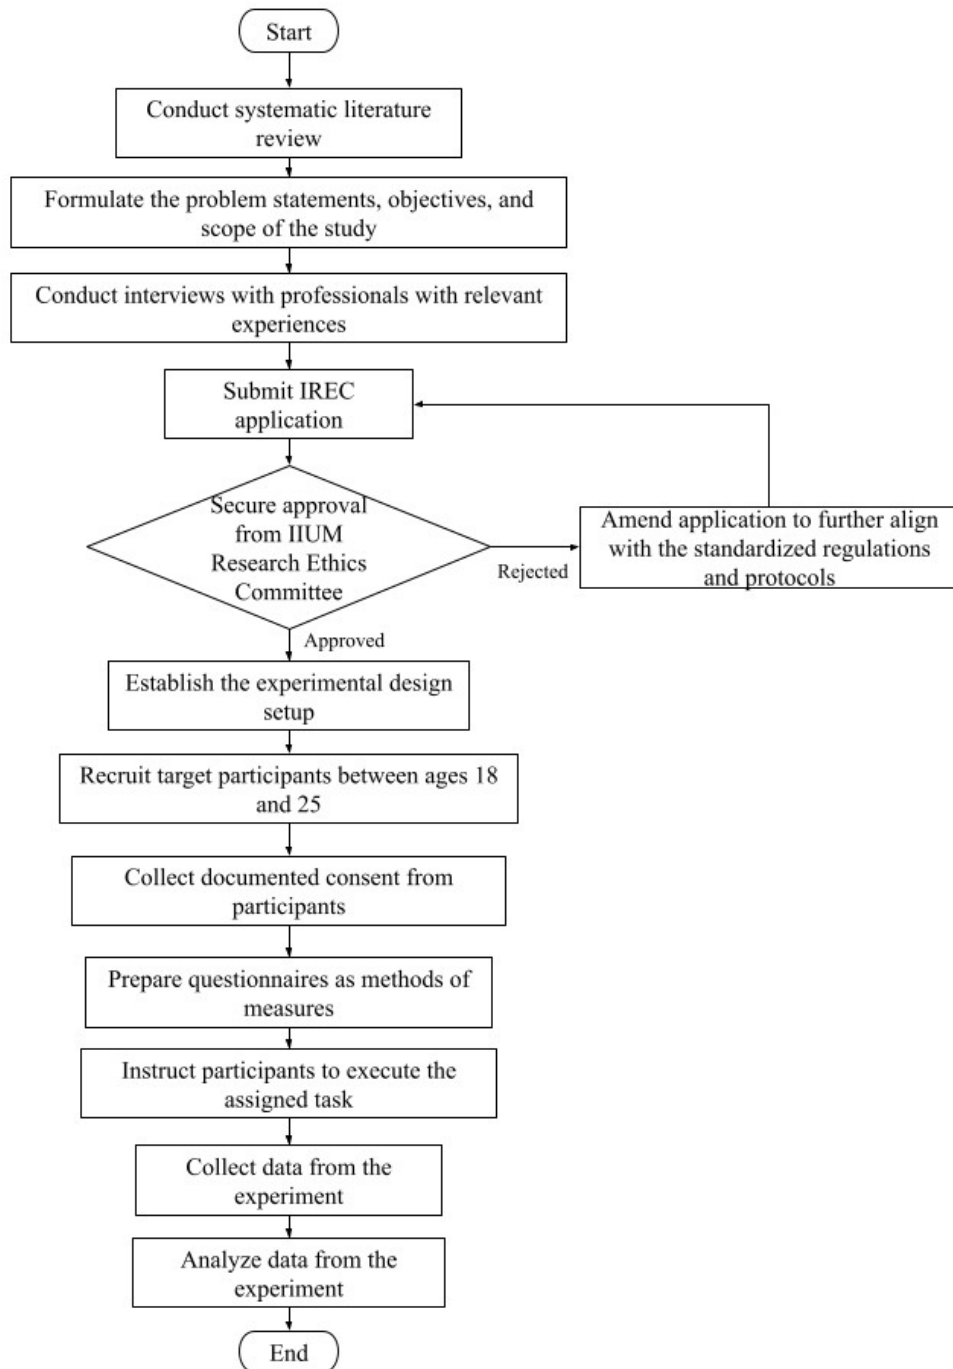 Start
Conduct systematic literature
review
Formulate the problem statements, objectives, and
scope of the study
Conduct interviews with professionals with relevant
experiences
Submit IREC
application
Secure approval
from IIUM
Research Ethics
Committee
Rejected
Amend application to further align
with the standardized regulations
and protocols
Approved
Establish the experimental design
setup
Recruit target participants between ages 18
and 25
Collect documented consent from
participants
Prepare questionnaires as methods of
measures
Instruct participants to execute the
assigned task
Collect data from the
experiment
Analyze data from the
experiment
End